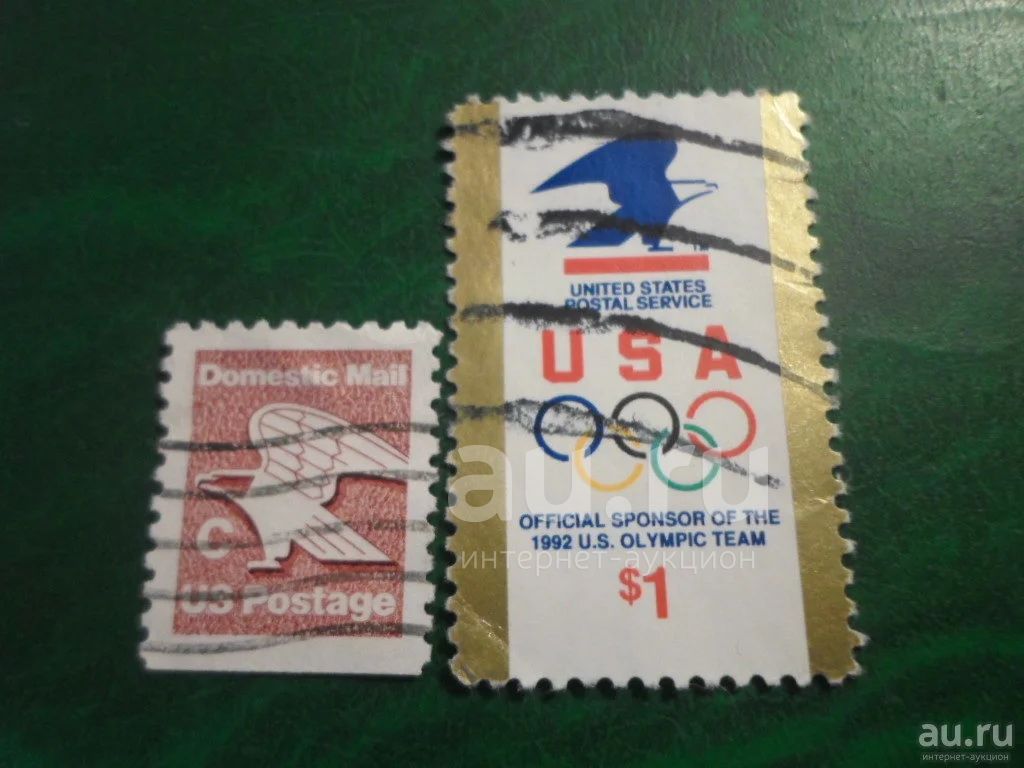 Domestic Mail
C
US Postage
UNITED STATES
POSTAL SERVICE
USA
OFFICIAL SPONSOR OF THE
1992 U.S. OLYMPIC TEAM
$1
au.ru
интернет-аукцион
au.ru
интернет-аукцион